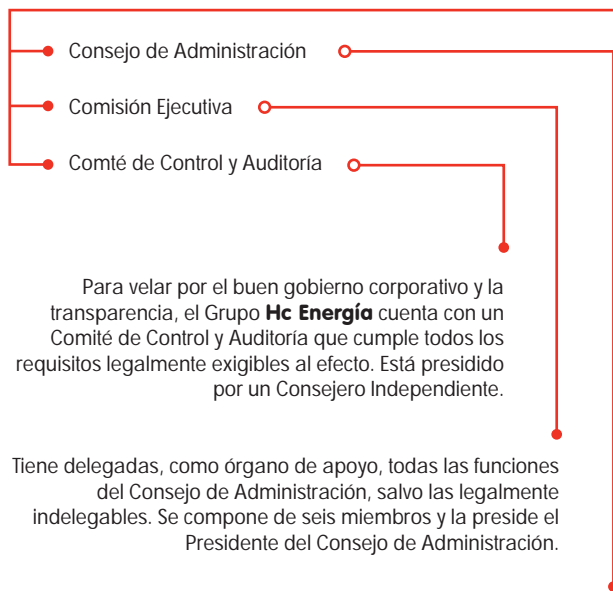 Consejo de Administración
Comisión Ejecutiva
Comté de Control y Auditoría
Para velar por el buen gobierno corporativo y la
transparencia, el Grupo Hc Energía cuenta con un
Comité de Control y Auditoría que cumple todos los
requisitos legalmente exigibles al efecto. Está presidido
por un Consejero Independiente.
Tiene delegadas, como órgano de apoyo, todas las funciones
del Consejo de Administración, salvo las legalmente
indelegables. Se compone de seis miembros y la preside el
Presidente del Consejo de Administración.